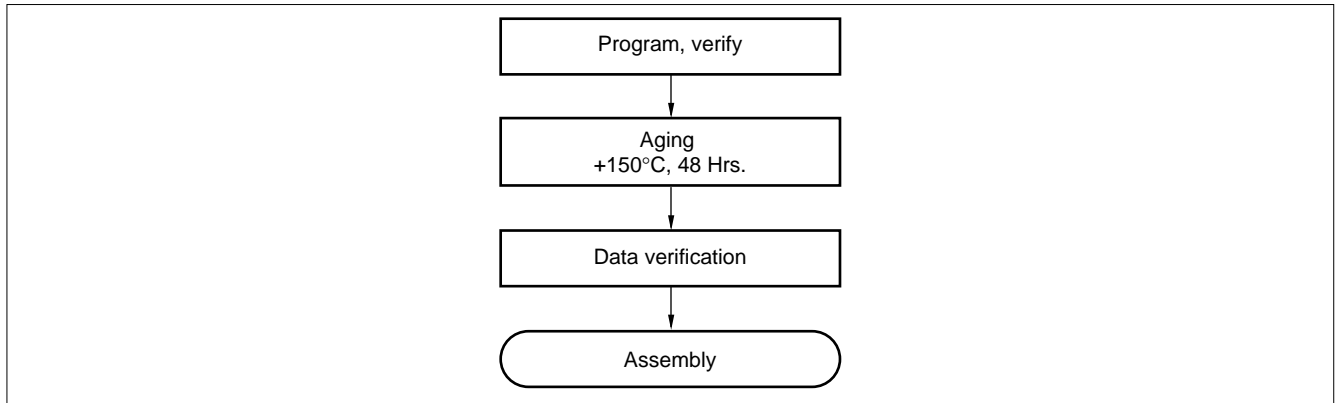 Program, verify
Aging
+150°C, 48 Hrs.
Data verification
Assembly